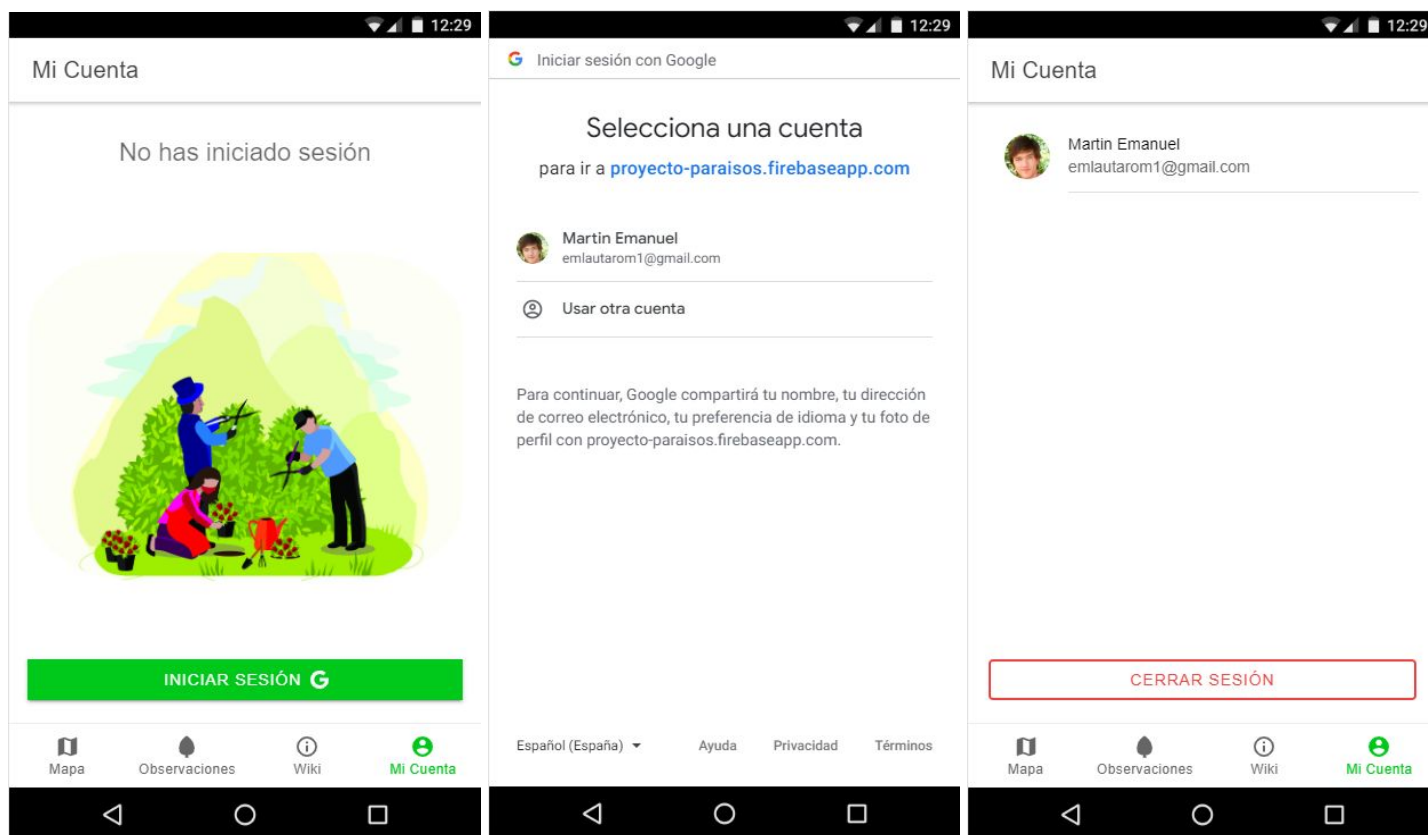 12:29
Mi Cuenta
No has iniciado sesión
INICIAR SESIÓN G
Mapa
Observaciones
Wiki
Mi Cuenta
12:29
G Iniciar sesión con Google
Selecciona una cuenta
para ir a proyecto-paraisos.firebaseapp.com
Martin Emanuel
emlautarom1@gmail.com
Usar otra cuenta
Para continuar, Google compartirá tu nombre, tu dirección
de correo electrónico, tu preferencia de idioma y tu foto de
perfil con proyecto-paraisos.firebaseapp.com.
Español (España)
Ayuda
Privacidad
Términos
12:29
Mi Cuenta
Martin Emanuel
emlautarom1@gmail.com
CERRAR SESIÓN
Mapa
Observaciones
Wiki
Mi Cuenta